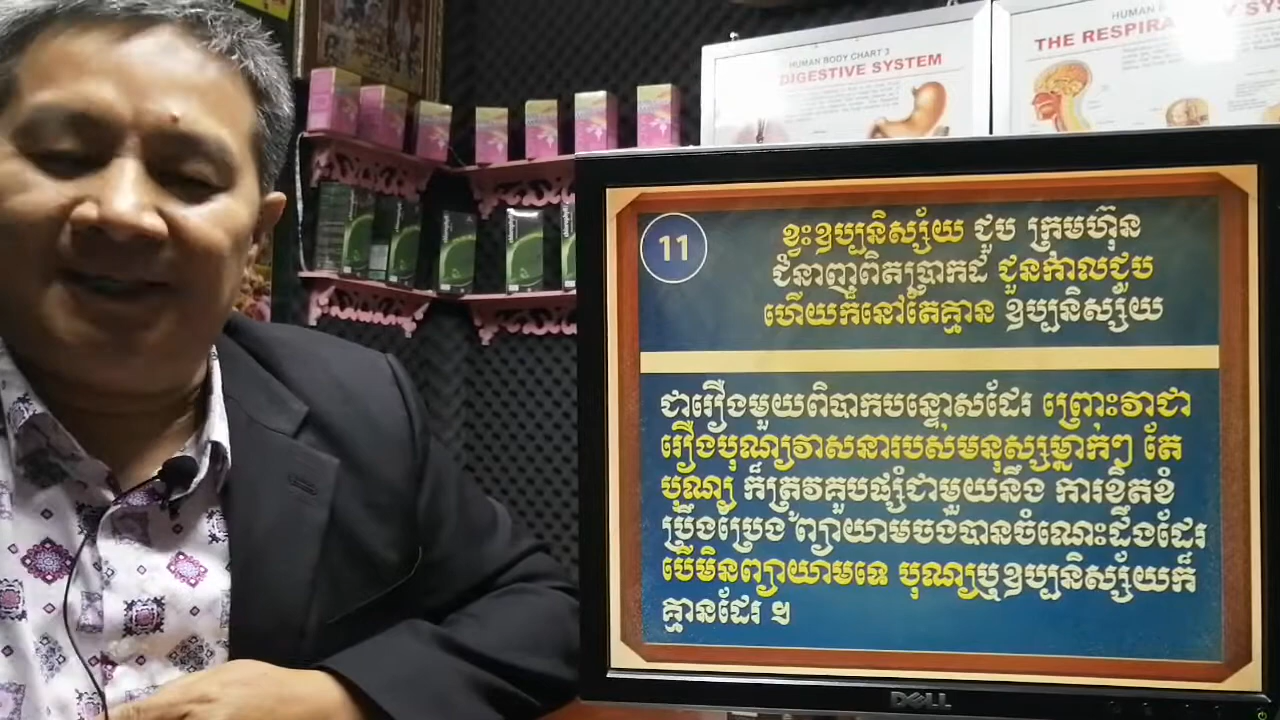 HUMAN BODY CHART 3
DIGESTIVE SYSTEM
HUMAN
THE RESPIRA
11
ខ្វះឧប្បនិស្ស័យ ជួប ក្រុមហ៊ុន
ជំនាញពិតប្រាកដ ជួនកាលជួប
ហើយក៏នៅតែគ្មាន ឧប្បនិស្ស័យ
ជារឿងមួយពិបាកបន្ទោសដែរ ព្រោះវាជា
រឿងបុណ្យវាសនារបស់មនុស្សម្នាក់ៗ តែ
បុណ្យ ក៏ត្រូវគួបផ្សំជាមួយនឹង ការខិតខំ
ប្រឹងប្រែង ព្យាយាមចង់បានចំណេះដឹងដែរ
បើមិនព្យាយាមទេ បុណ្យឬឧប្បនិស្ស័យក៏
គ្មានដែរ ។
DELL